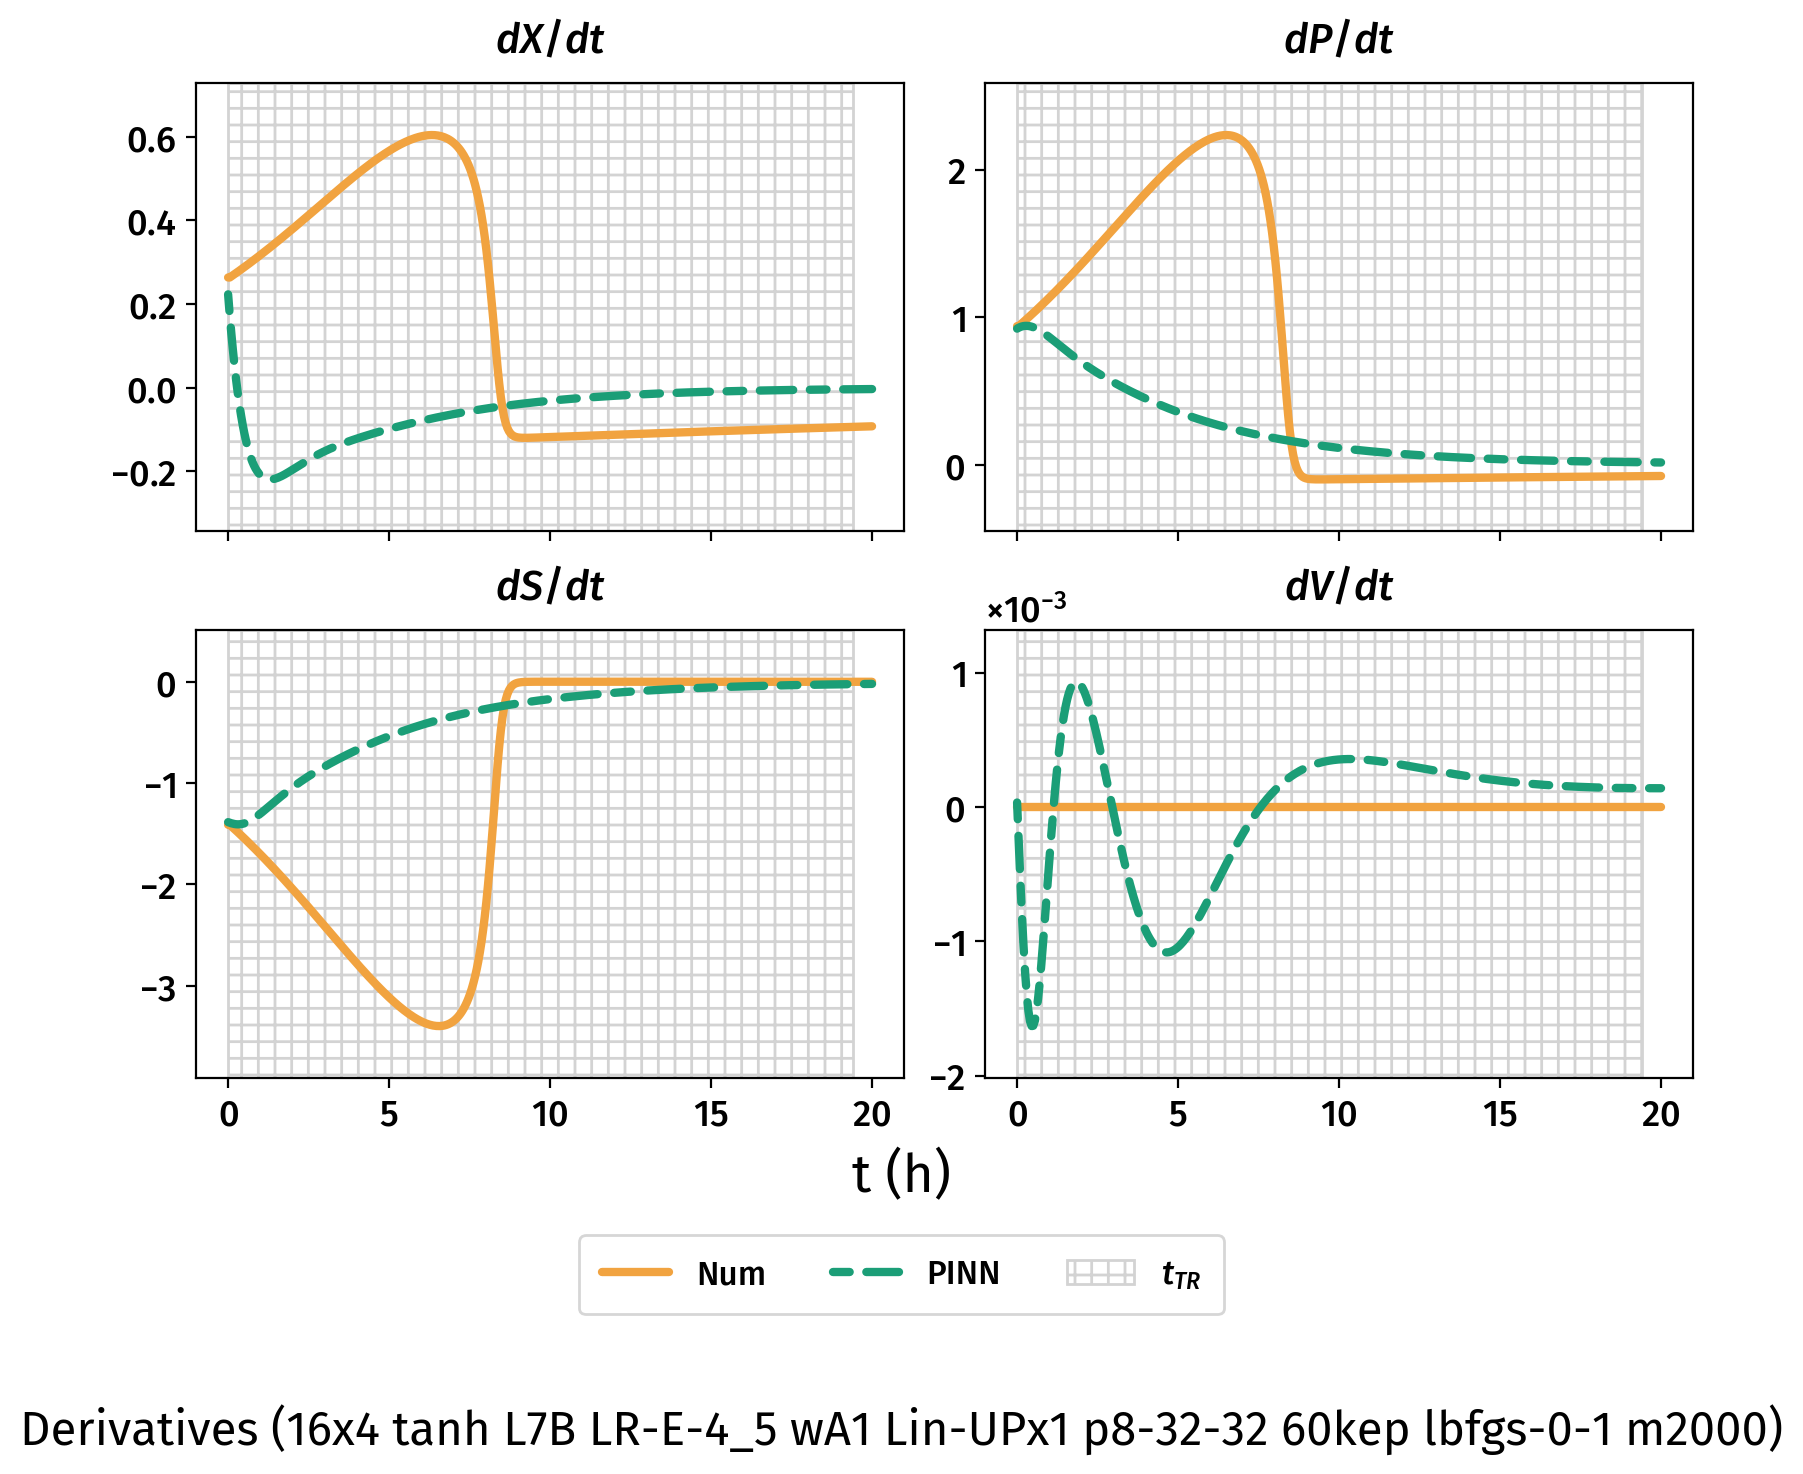 dX/dt
dP/dt
0.6
0.4
0.2
0.0
−0.2
2
1
0
dS/dt
dV/dt
×10⁻³
0
−1
−2
−3
1
0
−1
−2
0 5 10 15 20
0 5 10 15 20
t (h)
Num PINN t_TR
Derivatives (16x4 tanh L7B LR-E-4_5 wA1 Lin-UPx1 p8-32-32 60kep lbfgs-0-1 m2000)